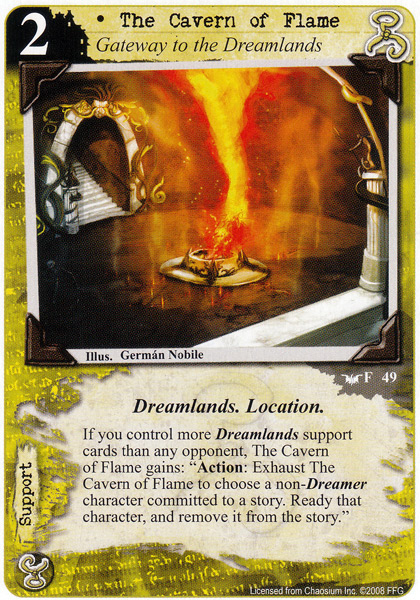 2
• The Cavern of Flame
Gateway to the Dreamlands
Illus. Germán Nobile
F 49
Dreamlands. Location.
If you control more Dreamlands support
cards than any opponent, The Cavern
of Flame gains: “Action: Exhaust The
Cavern of Flame to choose a non-Dreamer
character committed to a story. Ready that
character, and remove it from the story.”
Support
Licensed from Chaosium Inc. ©2008 FFG